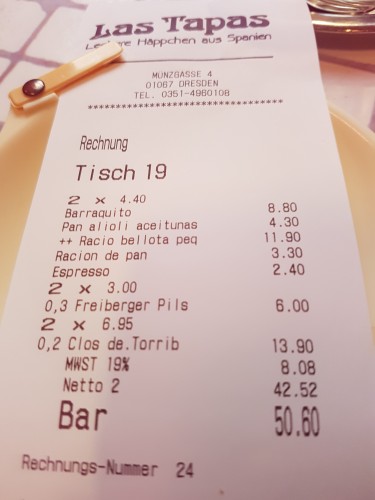 Las Tapas
Leckere Häppchen aus Spanien
MÜNZGASSE 4
01067 DRESDEN
TEL. 0351-4960108
**********************************
Rechnung
Tisch 19
2 x 4.40
Barraquito 8.80
Pan alioli aceitunas 4.30
++ Racio bellota peq 11.90
Racion de pan 3.30
Espresso 2.40
2 x 3.00
0,3 Freiberger Pils 6.00
2 x 6.95
0,2 Clos de.Torrib 13.90
MWST 19% 8.08
Netto 2 42.52
Bar 50.60
Rechnungs-Nummer 24